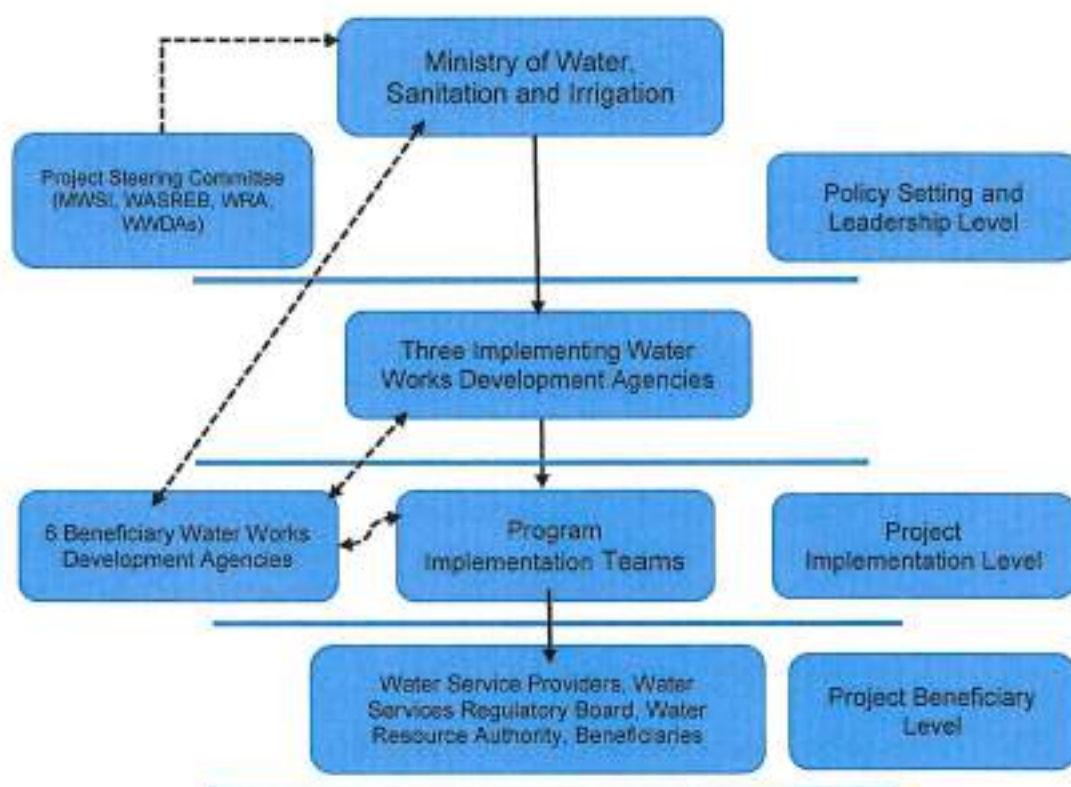 Ministry of Water,
Sanitation and Irrigation
Project Steering Committee
(MWSI, WASREB, WRA,
WWDAs)
Policy Setting and
Leadership Level
Three Implementing Water
Works Development Agencies
6 Beneficiary Water Works
Development Agencies
Program
Implementation Teams
Project
Implementation Level
Water Service Providers, Water
Services Regulatory Board, Water
Resource Authority, Beneficiaries
Project Beneficiary
Level